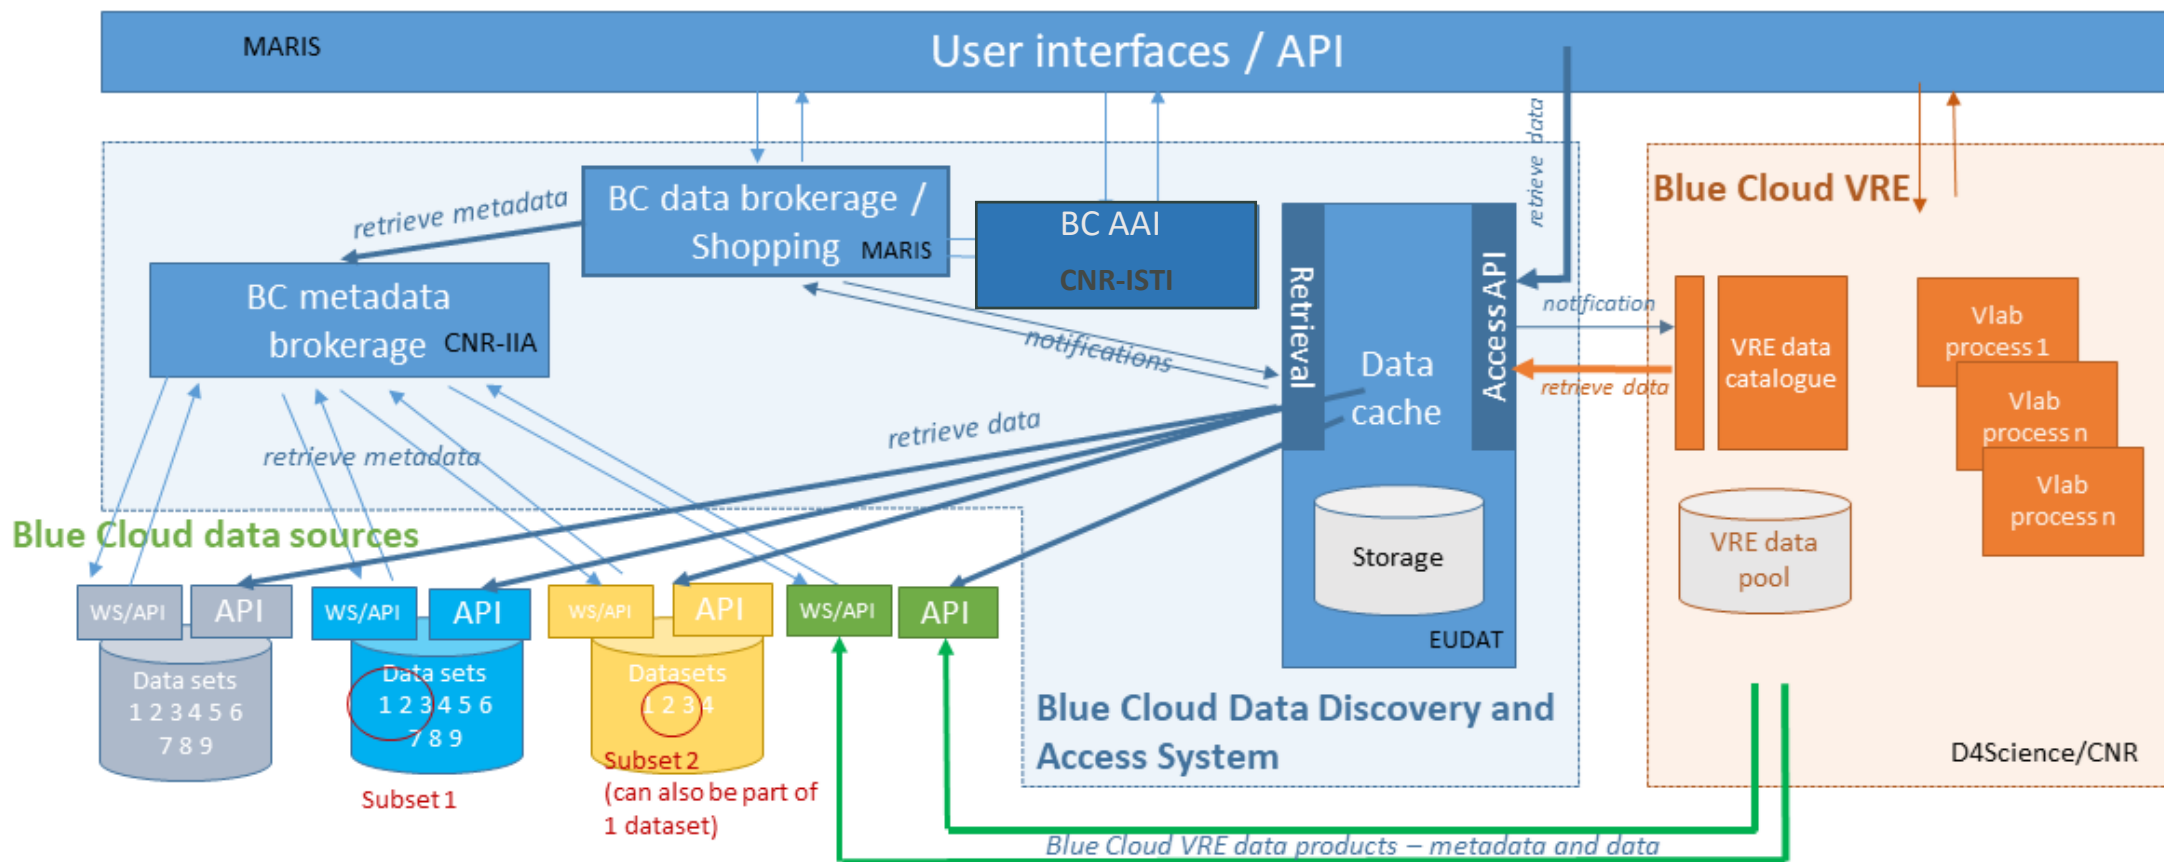 MARIS
User interfaces / API
retrieve data
BC data brokerage /
Shopping
MARIS
retrieve metadata
BC AAI
CNR-ISTI
BC metadata
brokerage
CNR-IIA
notifications
Retrieval
Data
cache
Access API
Storage
EUDAT
notification
retrieve data
Blue Cloud VRE
VRE data
catalogue
Vlab
process 1
Vlab
process n
Vlab
process n
VRE data
pool
D4Science/CNR
retrieve metadata
retrieve data
Blue Cloud data sources
WS/API
API
WS/API
API
WS/API
API
WS/API
API
Data sets
1 2 3 4 5 6
7 8 9
Data sets
1 2 3 4 5 6
7 8 9
Datasets
1 2 3 4
Subset 1
Subset 2
(can also be part of
1 dataset)
Blue Cloud Data Discovery and
Access System
Blue Cloud VRE data products – metadata and data